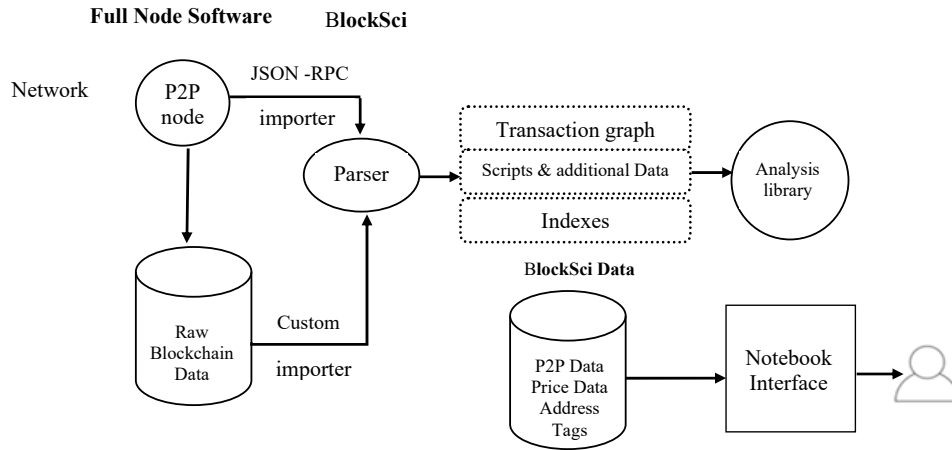 Full Node Software
BlockSci
Network
P2P
node
JSON -RPC
importer
Parser
Transaction graph
Scripts & additional Data
Indexes
Analysis
library
BlockSci Data
Raw
Blockchain
Data
Custom
importer
P2P Data
Price Data
Address
Tags
Notebook
Interface